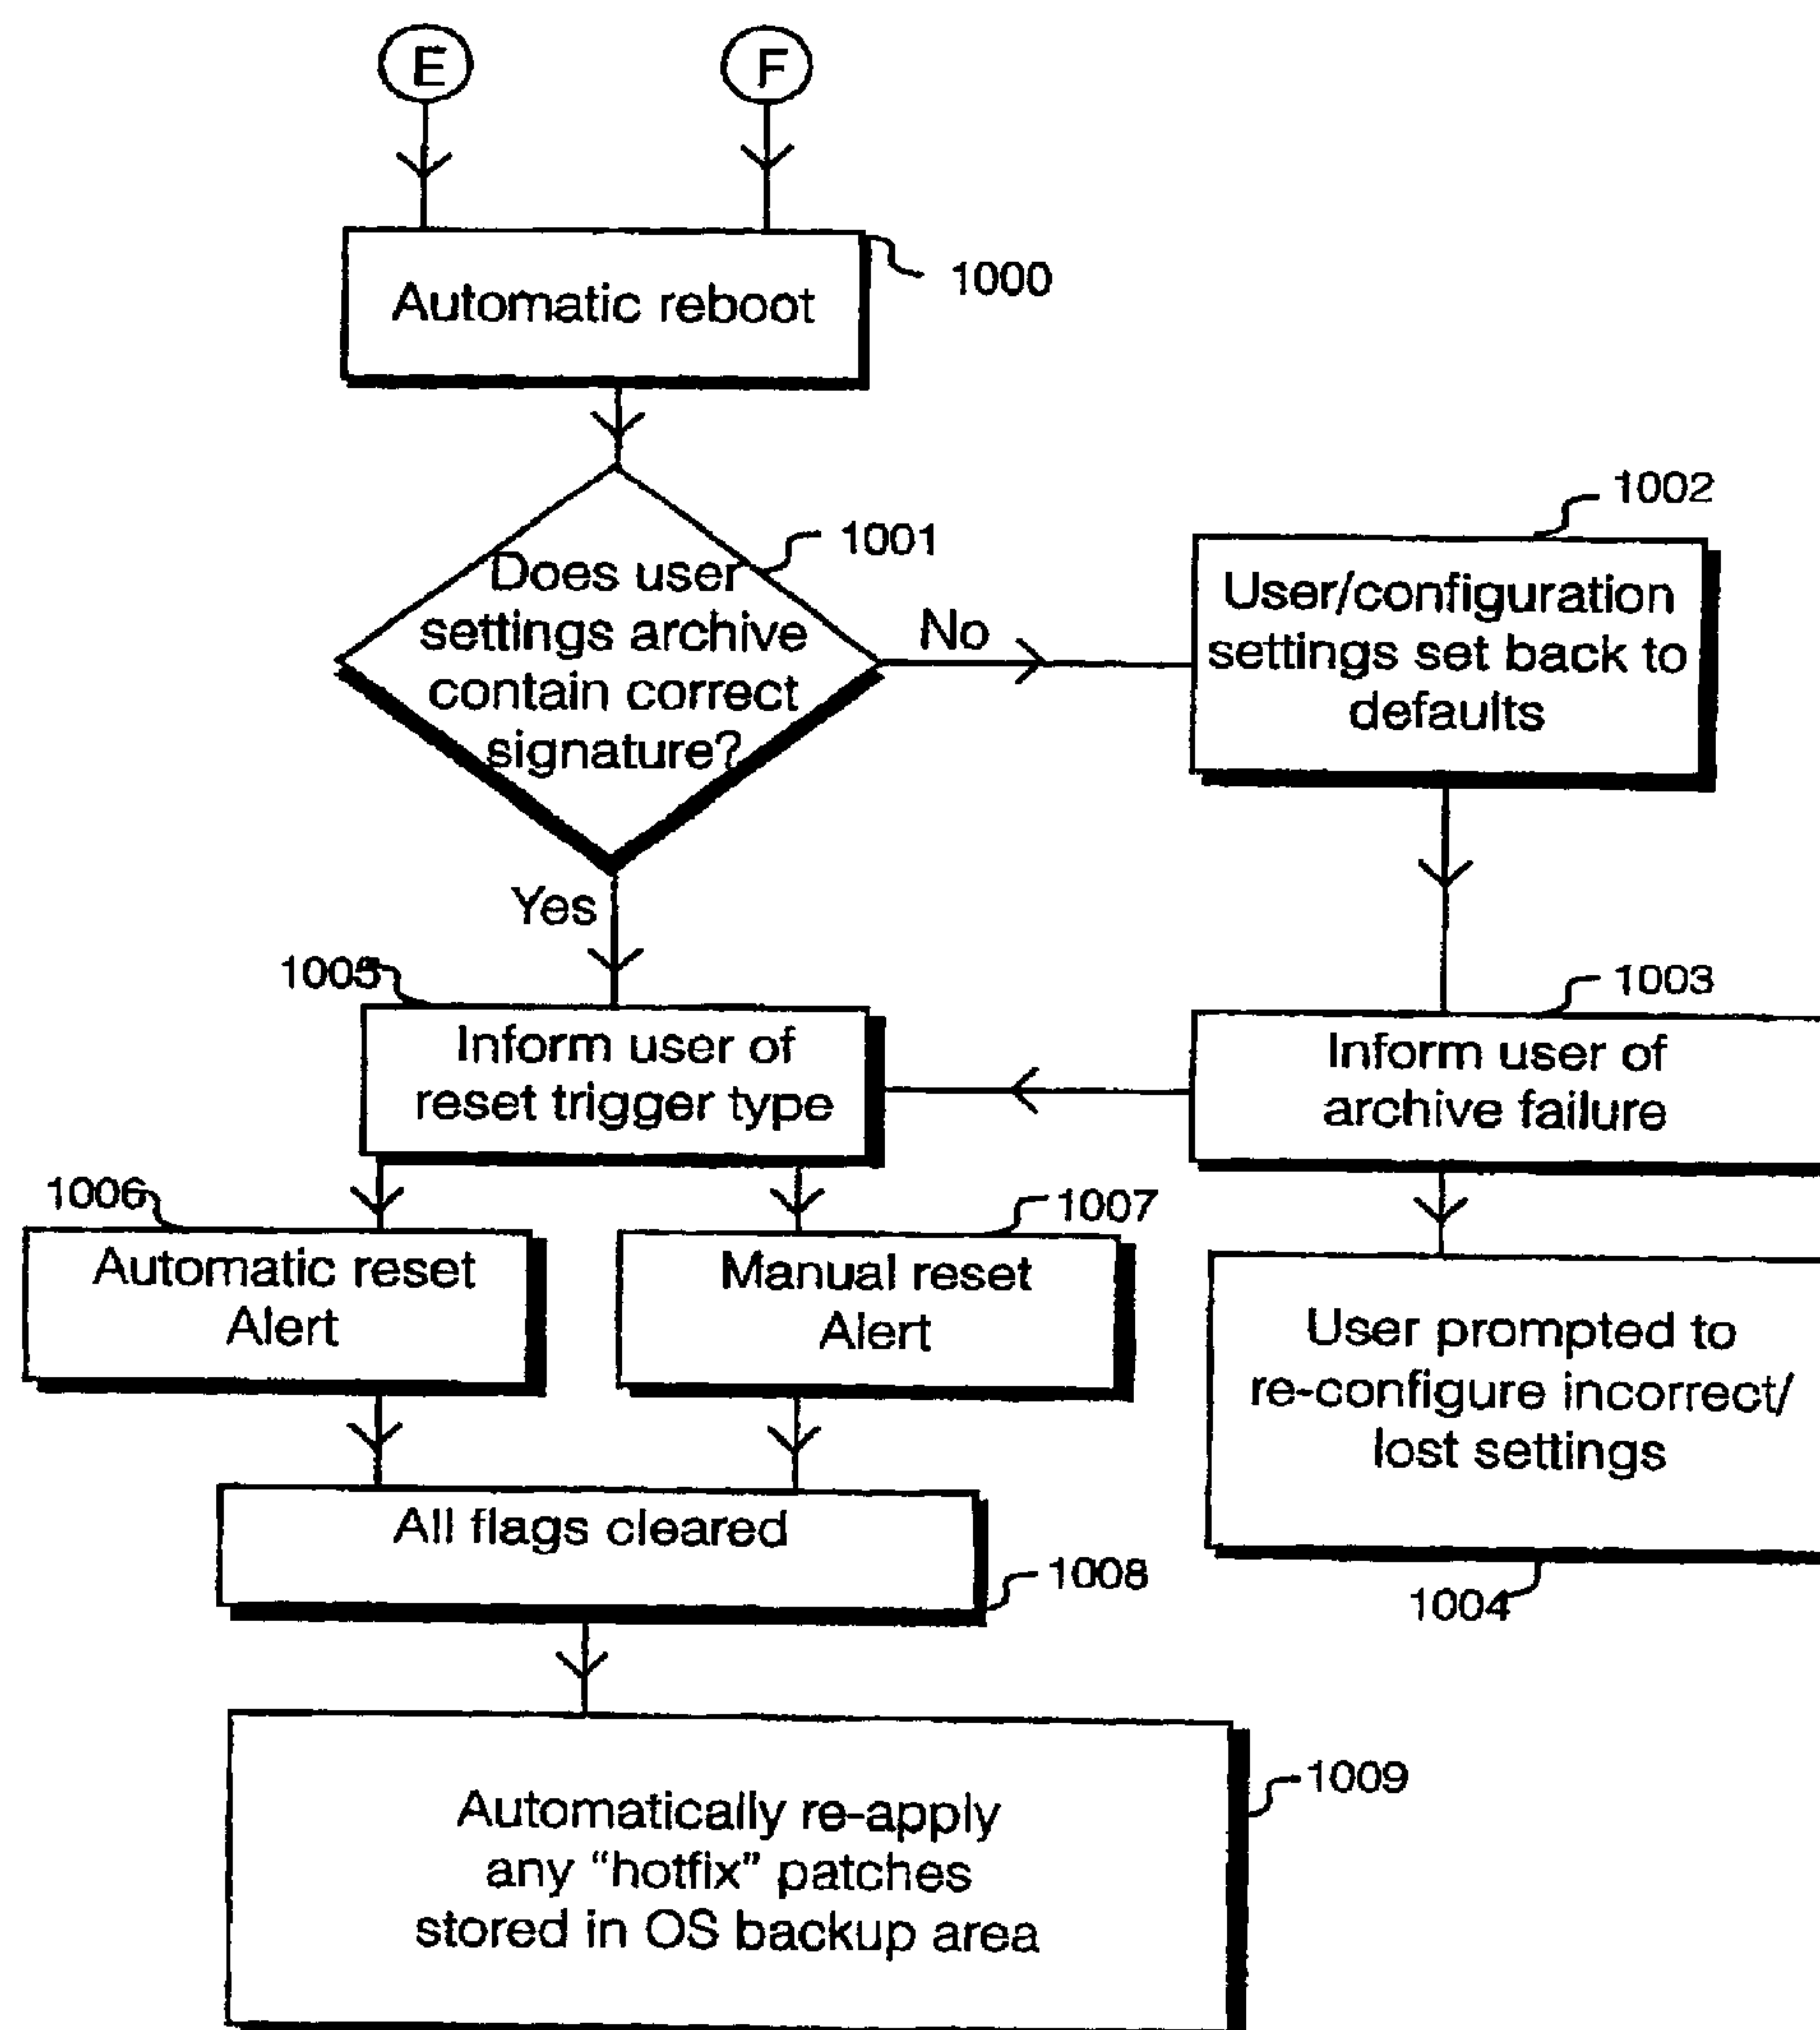 E
F
Automatic reboot
1000
1001
Does user
settings archive
contain correct
signature?
No
1002
User/configuration
settings set back to
defaults
Yes
1005
Inform user of
reset trigger type
1003
Inform user of
archive failure
1006
Automatic reset
Alert
1007
Manual reset
Alert
User prompted to
re-configure incorrect/
lost settings
1004
All flags cleared
1008
Automatically re-apply
any “hotfix” patches
stored in OS backup area
1009